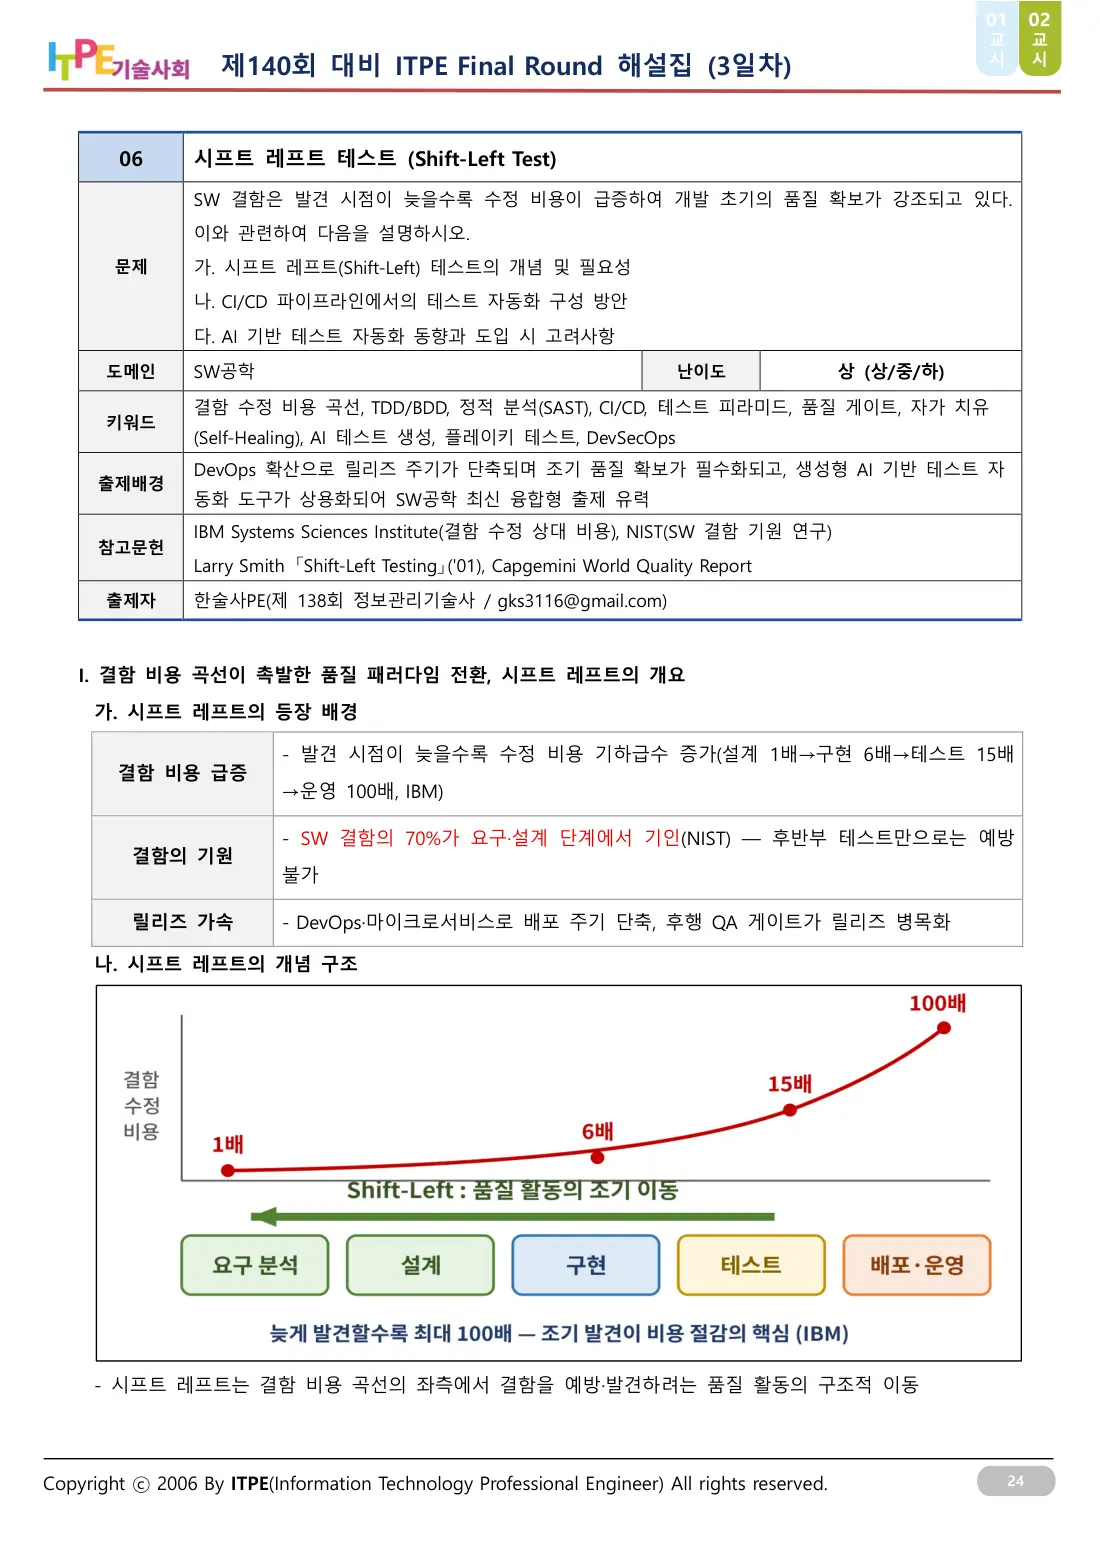 01
교
시
02
교
시
ITPE기술사회 제140회 대비 ITPE Final Round 해설집 (3일차)
06 시프트 레프트 테스트 (Shift-Left Test)
문제
SW 결함은 발견 시점이 늦을수록 수정 비용이 급증하여 개발 초기의 품질 확보가 강조되고 있다.
이와 관련하여 다음을 설명하시오.
가. 시프트 레프트(Shift-Left) 테스트의 개념 및 필요성
나. CI/CD 파이프라인에서의 테스트 자동화 구성 방안
다. AI 기반 테스트 자동화 동향과 도입 시 고려사항
도메인 SW공학 난이도 상 (상/중/하)
키워드
결함 수정 비용 곡선, TDD/BDD, 정적 분석(SAST), CI/CD, 테스트 피라미드, 품질 게이트, 자가 치유
(Self-Healing), AI 테스트 생성, 플레이키 테스트, DevSecOps
출제배경
DevOps 확산으로 릴리즈 주기가 단축되며 조기 품질 확보가 필수화되고, 생성형 AI 기반 테스트 자
동화 도구가 상용화되어 SW공학 최신 융합형 출제 유력
참고문헌
IBM Systems Sciences Institute(결함 수정 상대 비용), NIST(SW 결함 기원 연구)
Larry Smith 「Shift-Left Testing」('01), Capgemini World Quality Report
출제자 한술사PE(제 138회 정보관리기술사 / gks3116@gmail.com)
I. 결함 비용 곡선이 촉발한 품질 패러다임 전환, 시프트 레프트의 개요
가. 시프트 레프트의 등장 배경
결함 비용 급증
- 발견 시점이 늦을수록 수정 비용 기하급수 증가(설계 1배→구현 6배→테스트 15배
→운영 100배, IBM)
결함의 기원
- SW 결함의 70%가 요구·설계 단계에서 기인(NIST) — 후반부 테스트만으로는 예방
불가
릴리즈 가속 - DevOps·마이크로서비스로 배포 주기 단축, 후행 QA 게이트가 릴리즈 병목화
나. 시프트 레프트의 개념 구조
결함
수정
비용
1배
6배
15배
100배
Shift-Left : 품질 활동의 조기 이동
요구 분석 설계 구현 테스트 배포·운영
늦게 발견할수록 최대 100배 — 조기 발견이 비용 절감의 핵심 (IBM)
- 시프트 레프트는 결함 비용 곡선의 좌측에서 결함을 예방·발견하려는 품질 활동의 구조적 이동
Copyright ⓒ 2006 By ITPE(Information Technology Professional Engineer) All rights reserved.
24